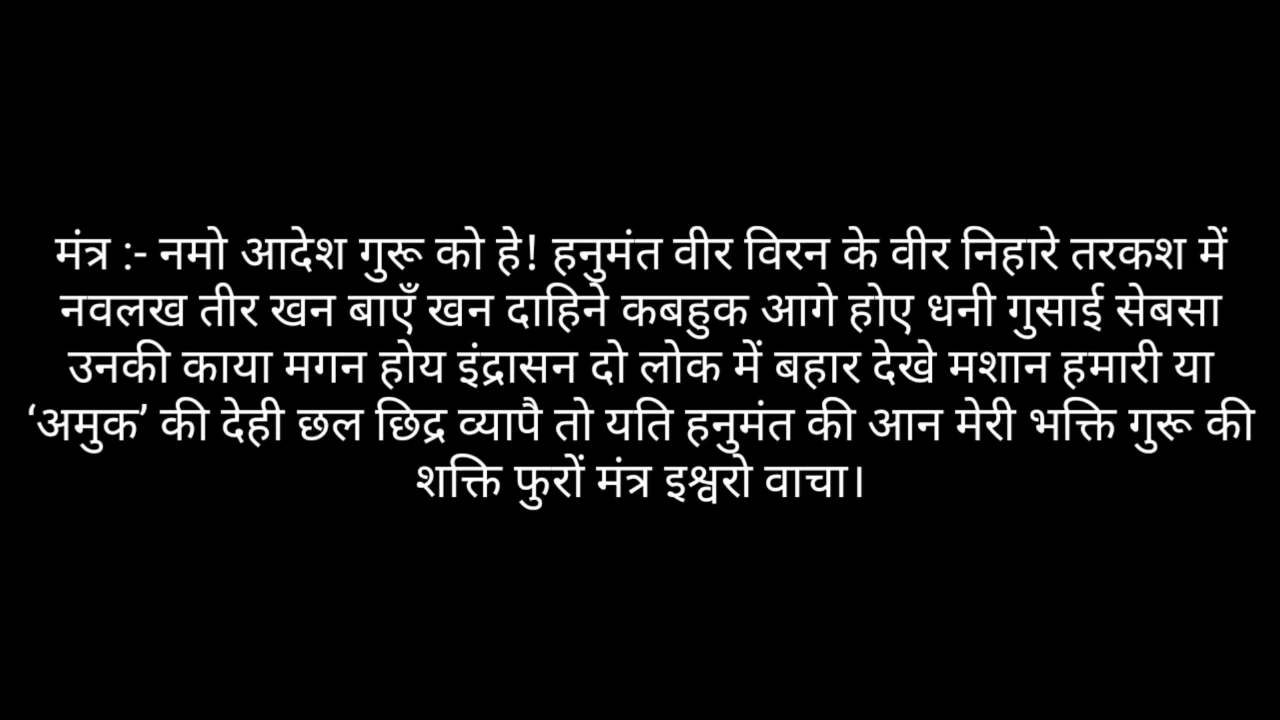 मंत्र :- नमो आदेश गुरू को हे! हनुमंत वीर विरन के वीर निहारे तरकश में
नवलख तीर खन बाएँ खन दाहिने कबहुक आगे होए धनी गुसाई सेबसा
उनकी काया मगन होय इंद्रासन दो लोक में बहार देखे मशान हमारी या
‘अमुक’ की देही छल छिद्र व्यापै तो यति हनुमंत की आन मेरी भक्ति गुरू की
शक्ति फुरों मंत्र इश्वरो वाचा।